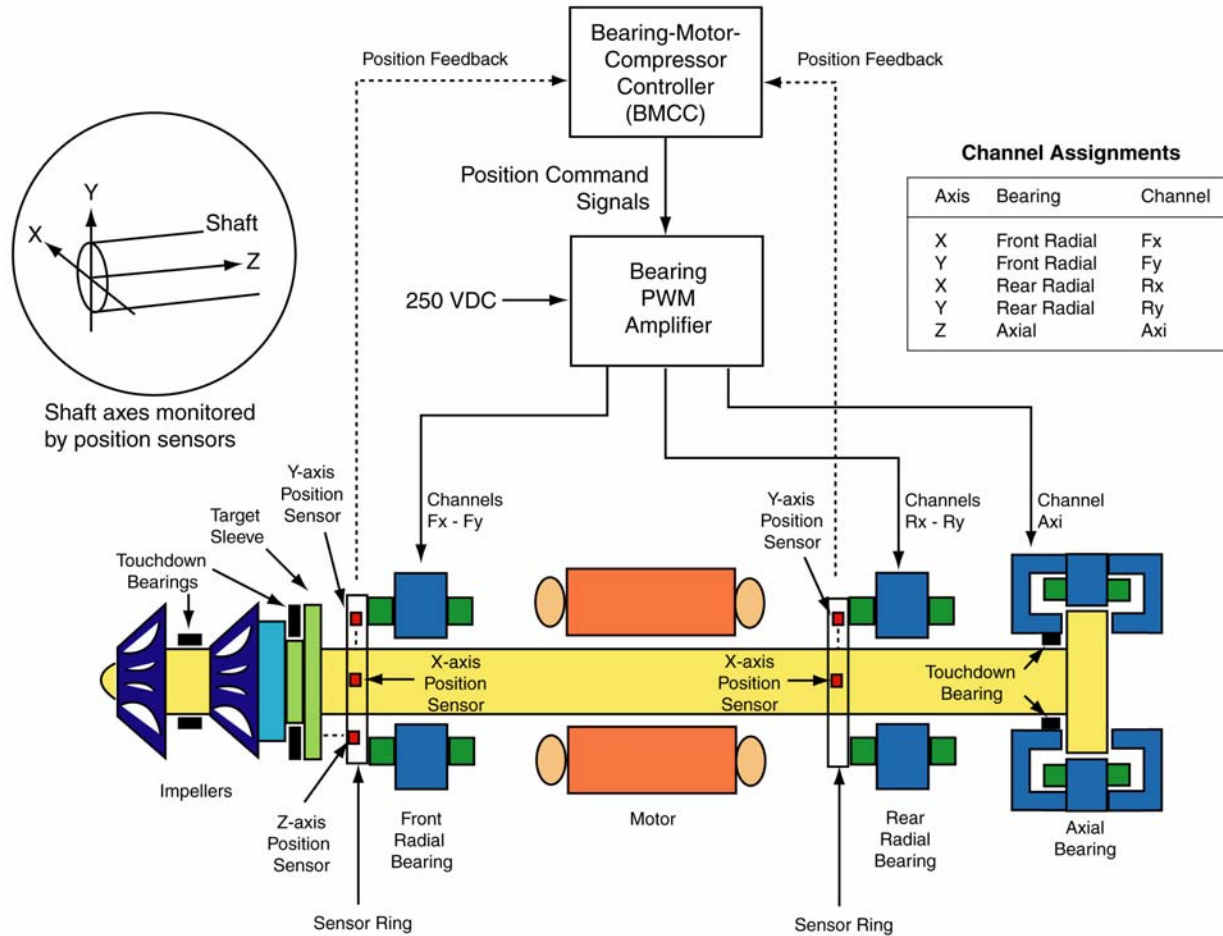 Bearing-Motor-
Compressor
Controller
(BMCC)
Position Feedback
Position Feedback
Position Command
Signals
Bearing
PWM
Amplifier
250 VDC
Y
X
Shaft
Z
Shaft axes monitored
by position sensors
Channel Assignments
Axis Bearing Channel
X Front Radial Fx
Y Front Radial Fy
X Rear Radial Rx
Y Rear Radial Ry
Z Axial Axi
Y-axis
Position
Sensor
Target
Sleeve
Touchdown
Bearings
Channels
Fx - Fy
Y-axis
Position
Sensor
Channels
Rx - Ry
Channel
Axi
X-axis
Position
Sensor
X-axis
Position
Sensor
Touchdown
Bearing
Impellers
Z-axis
Position
Sensor
Front
Radial
Bearing
Motor
Rear
Radial
Bearing
Axial
Bearing
Sensor Ring
Sensor Ring